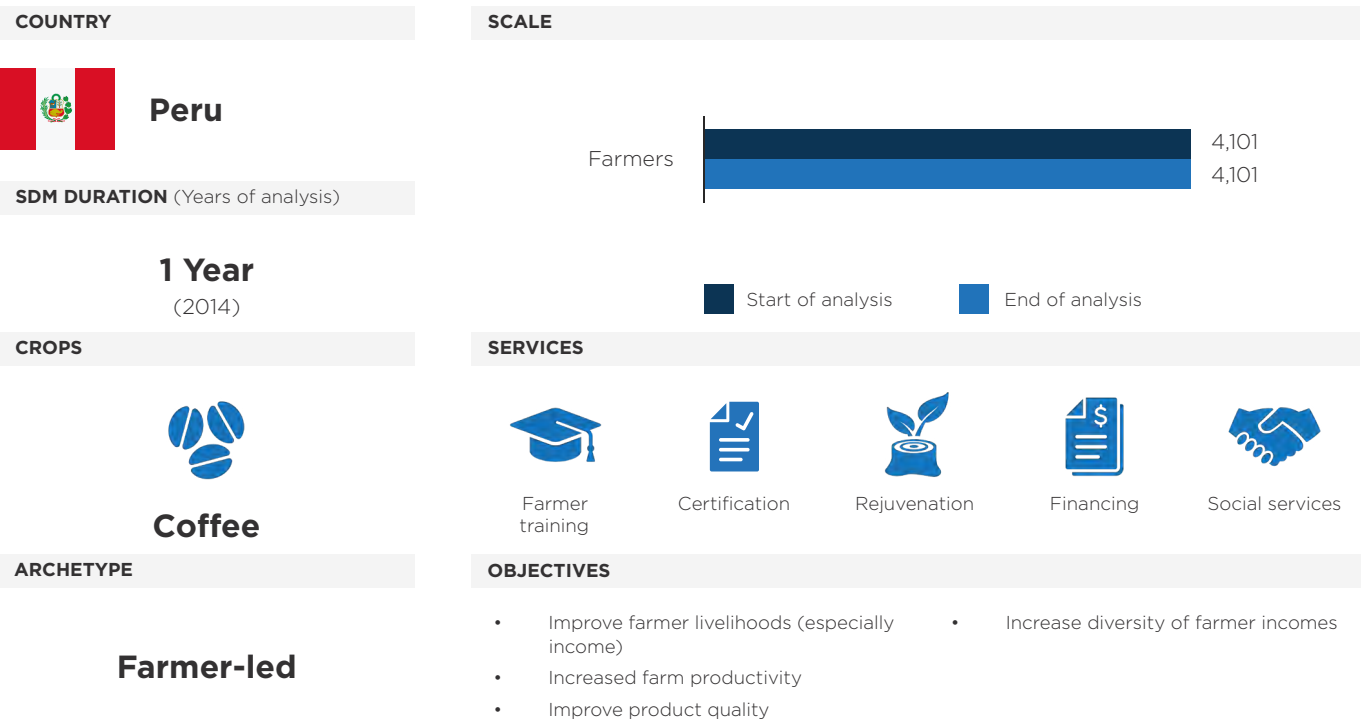 COUNTRY
Peru
SDM DURATION (Years of analysis)
1 Year
(2014)
CROPS
Coffee
ARCHETYPE
Farmer-led
SCALE
Farmers
4,101
4,101
Start of analysis
End of analysis
SERVICES
$
Farmer
training
Certification
Rejuvenation
Financing
Social services
OBJECTIVES
• Improve farmer livelihoods (especially
income)
• Increased farm productivity
• Improve product quality
• Increase diversity of farmer incomes